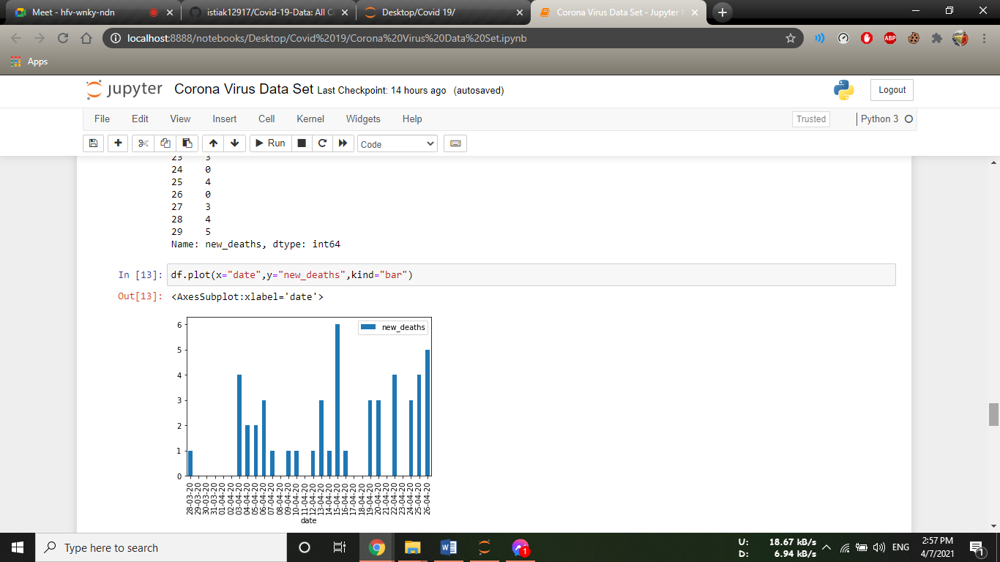 Meet - hfv-wnky-ndn
istiak12917/Covid-19-Data: All Co
Desktop/Covid 19/
Corona Virus Data Set - Jupyter
localhost:8888/notebooks/Desktop/Covid%2019/Corona%20Virus%20Data%20Set.ipynb
ABP
Apps
jupyter Corona Virus Data Set Last Checkpoint: 14 hours ago (autosaved)
Logout
File Edit View Insert Cell Kernel Widgets Help
Trusted
Python 3
Run
Code
23 3
24 0
25 4
26 0
27 3
28 4
29 5
Name: new_deaths, dtype: int64
In [13]: df.plot(x="date",y="new_deaths",kind="bar")
Out[13]: <AxesSubplot:xlabel='date'>
new_deaths
6
5
4
3
2
1
0
28-03-20
29-03-20
30-03-20
31-03-20
01-04-20
02-04-20
03-04-20
04-04-20
05-04-20
06-04-20
07-04-20
08-04-20
09-04-20
10-04-20
11-04-20
12-04-20
13-04-20
14-04-20
15-04-20
16-04-20
17-04-20
18-04-20
19-04-20
20-04-20
21-04-20
22-04-20
23-04-20
24-04-20
25-04-20
26-04-20
date
Type here to search
W
1
U: 18.67 kB/s
D: 6.94 kB/s
ENG
2:57 PM
4/7/2021
1